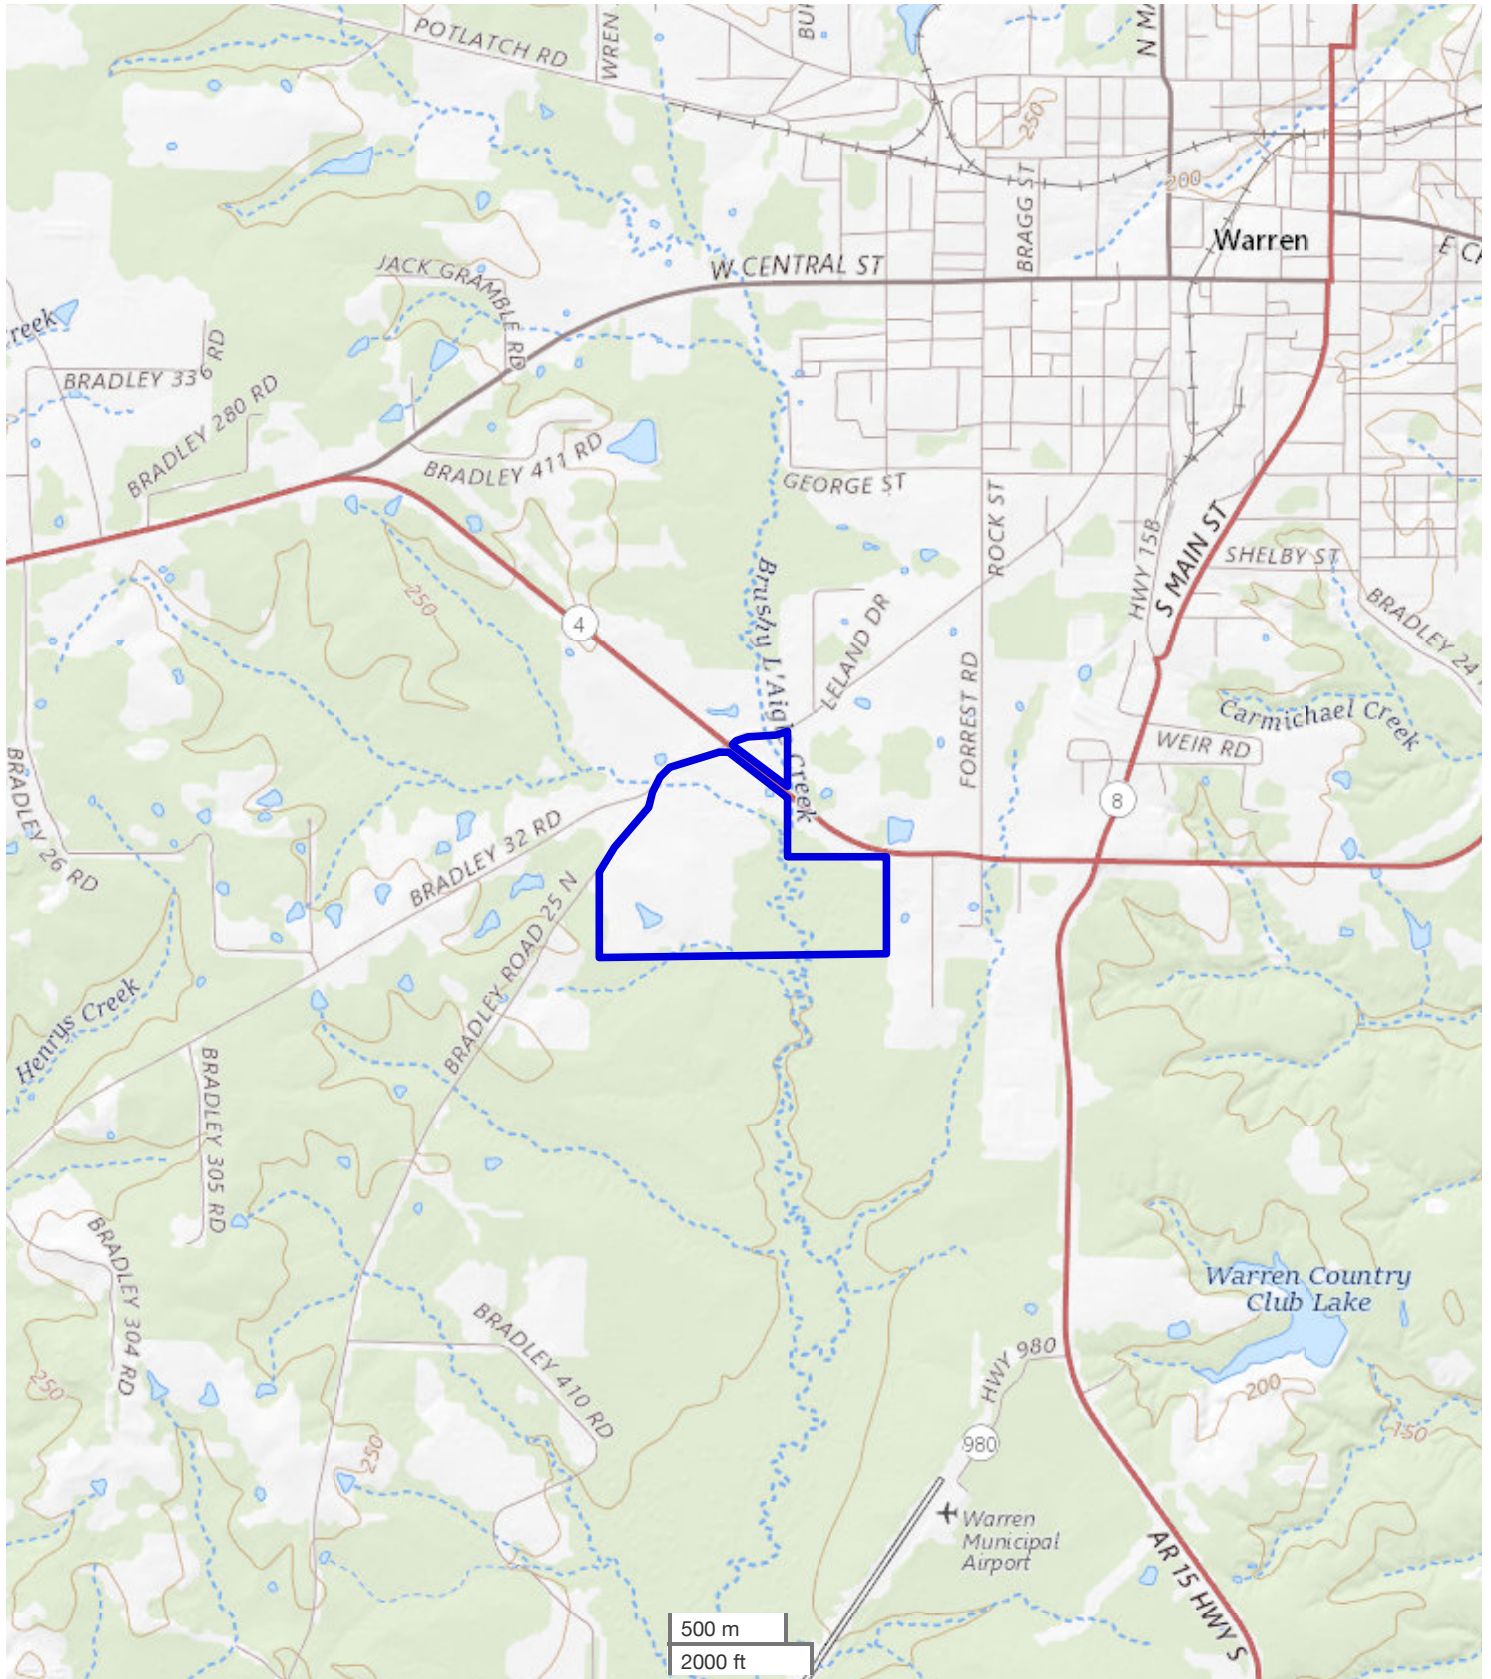 POTLATCH RD
WREN
BUR
N MA
250
BRAGG ST
200
Warren
W CENTRAL ST
JACK GRAMBLE RD
reek
BRADLEY 336 RD
BRADLEY 280 RD
BRADLEY 411 RD
GEORGE ST
ROCK ST
HWY 15B
S MAIN ST
SHELBY ST
BRADLEY 24
250
4
Brushy L'Aigle Creek
LELAND DR
FORREST RD
Carmichael Creek
WEIR RD
8
BRADLEY 26 RD
BRADLEY 32 RD
BRADLEY ROAD 25 N
Henrys Creek
BRADLEY 305 RD
BRADLEY 304 RD
Warren Country
Club Lake
HWY 980
BRADLEY 410 RD
250
200
150
250
980
Warren
Municipal
Airport
AR 15 HWY S
500 m
2000 ft